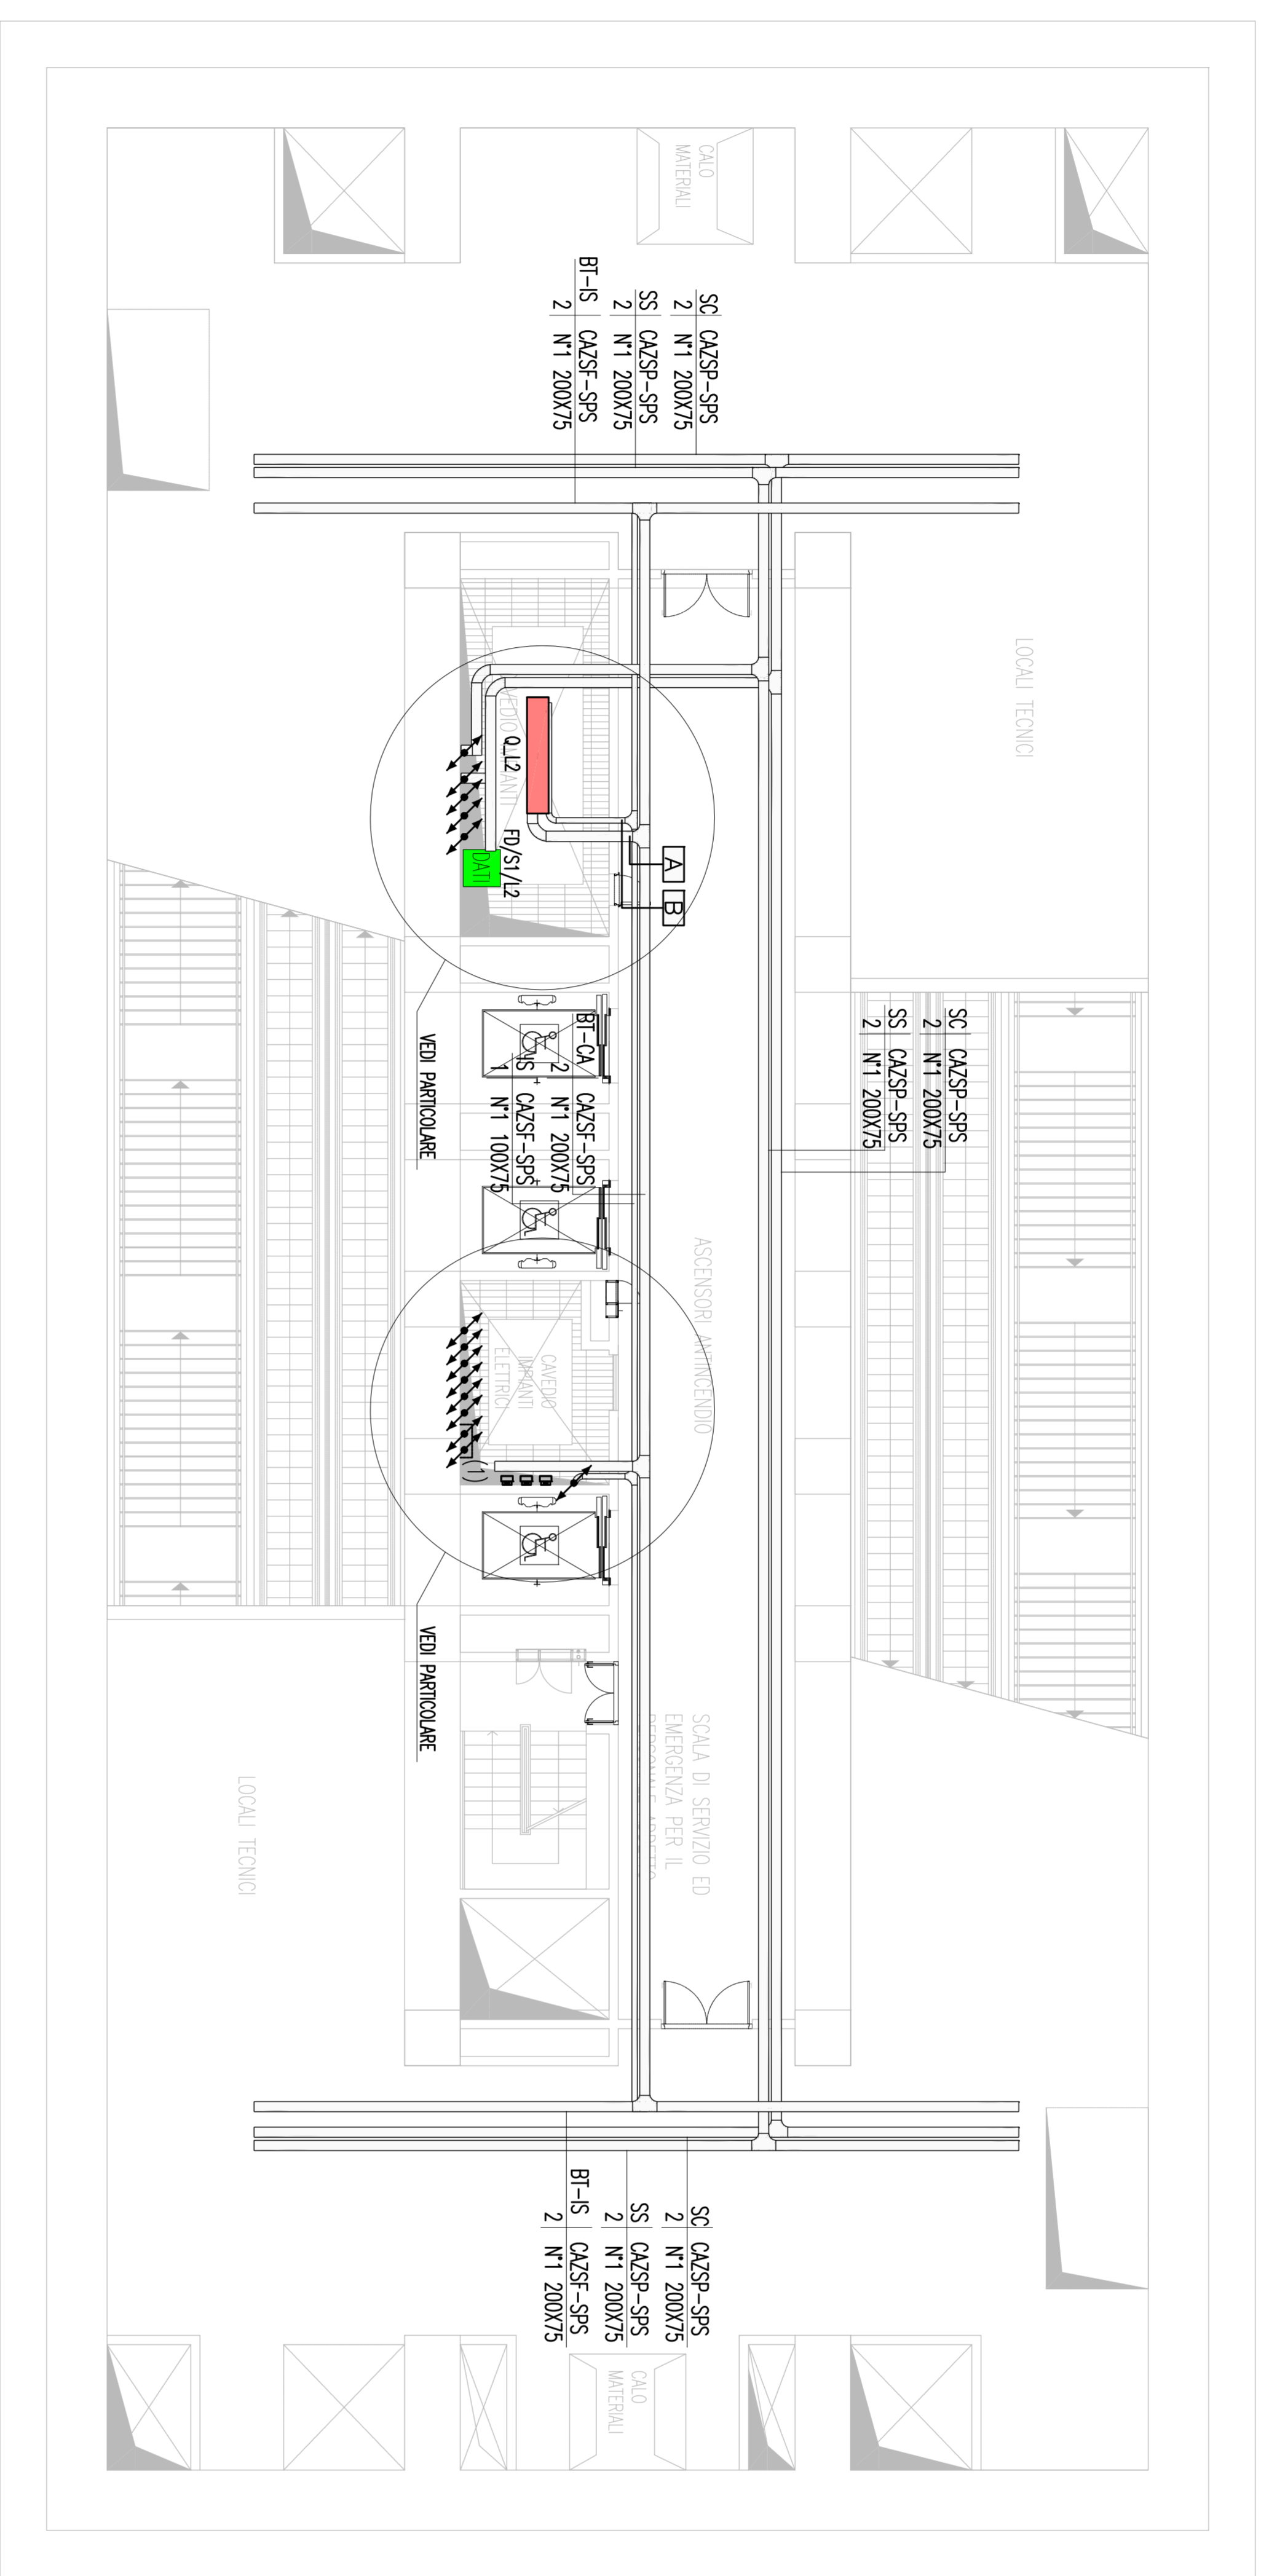 CALO
MATERIALI
SC CAZSP-SPS
2 N°1 200X75
SS CAZSP-SPS
2 N°1 200X75
BT-IS CAZSF-SPS
2 N°1 200X75
LOCALI TECNICI
Q_L2
FD/S1/L2
DATI
A
B
VEDI PARTICOLARE
SC CAZSP-SPS
2 N°1 200X75
SS CAZSP-SPS
2 N°1 200X75
BT-CA CAZSF-SPS
2 N°1 200X75
IS CAZSF-SPS
1 N°1 100X75
ASCENSORI ANTINCENDIO
CAVEDIO
IMPIANTI
ELETTRICI
(1)
VEDI PARTICOLARE
SCALA DI SERVIZIO ED
EMERGENZA PER IL
PERSONALE ADDETTO
LOCALI TECNICI
SC CAZSP-SPS
2 N°1 200X75
SS CAZSP-SPS
2 N°1 200X75
BT-IS CAZSF-SPS
2 N°1 200X75
CALO
MATERIALI